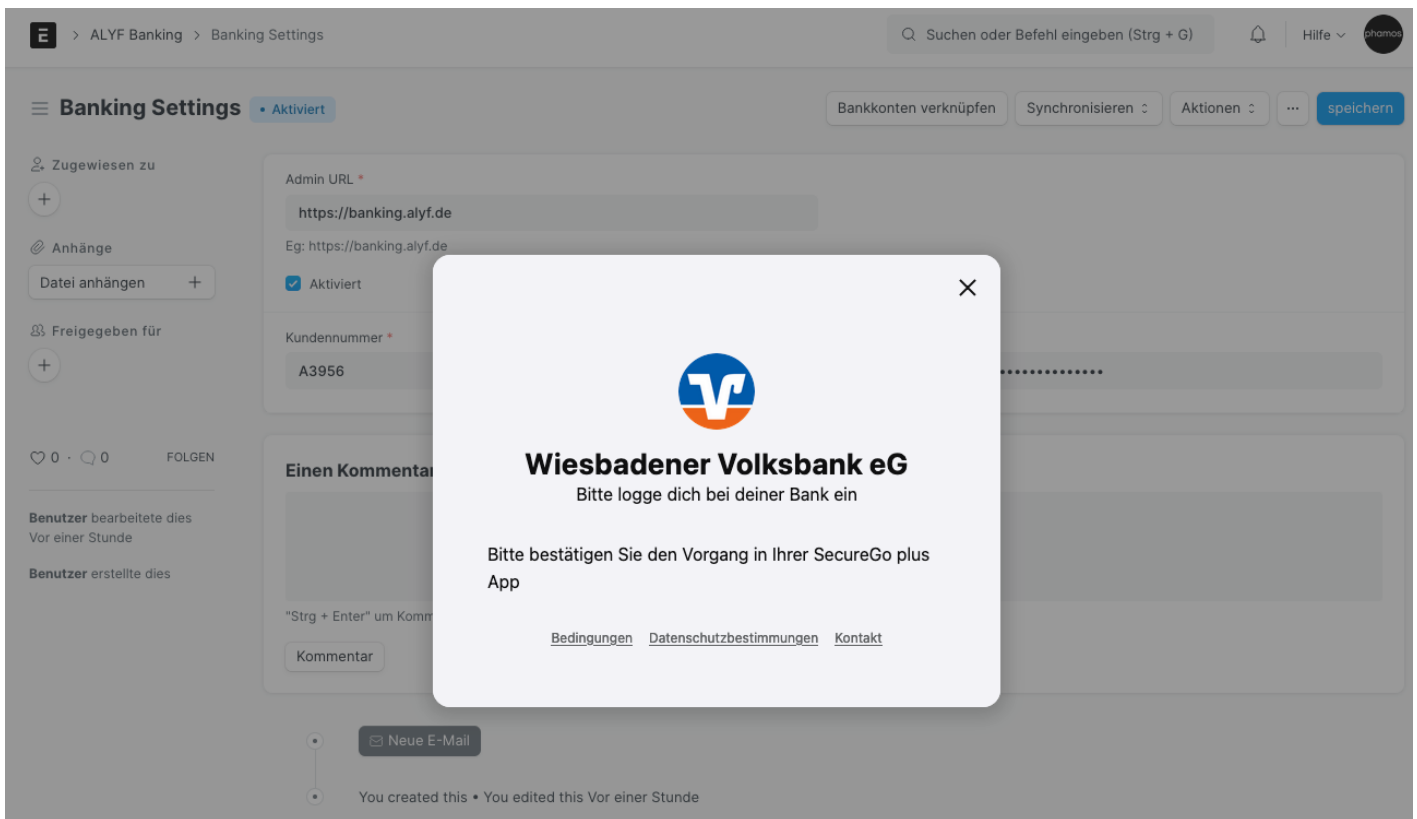 E > ALYF Banking > Banking Settings
Suchen oder Befehl eingeben (Strg + G)
Hilfe
phamos
Banking Settings
• Aktiviert
Bankkonten verknüpfen
Synchronisieren
Aktionen
···
speichern
Zugewiesen zu
+
Anhänge
Datei anhängen +
Freigegeben für
+
0 · 0 FOLGEN
Benutzer bearbeitete dies
Vor einer Stunde
Benutzer erstellte dies
Admin URL *
https://banking.alyf.de
Eg: https://banking.alyf.de
Aktiviert
Kundennummer *
A3956
••••••••••••••
Einen Kommentar
"Strg + Enter" um Komm
Kommentar
Wiesbadener Volksbank eG
Bitte logge dich bei deiner Bank ein
Bitte bestätigen Sie den Vorgang in Ihrer SecureGo plus
App
Bedingungen Datenschutzbestimmungen Kontakt
Neue E-Mail
You created this • You edited this Vor einer Stunde